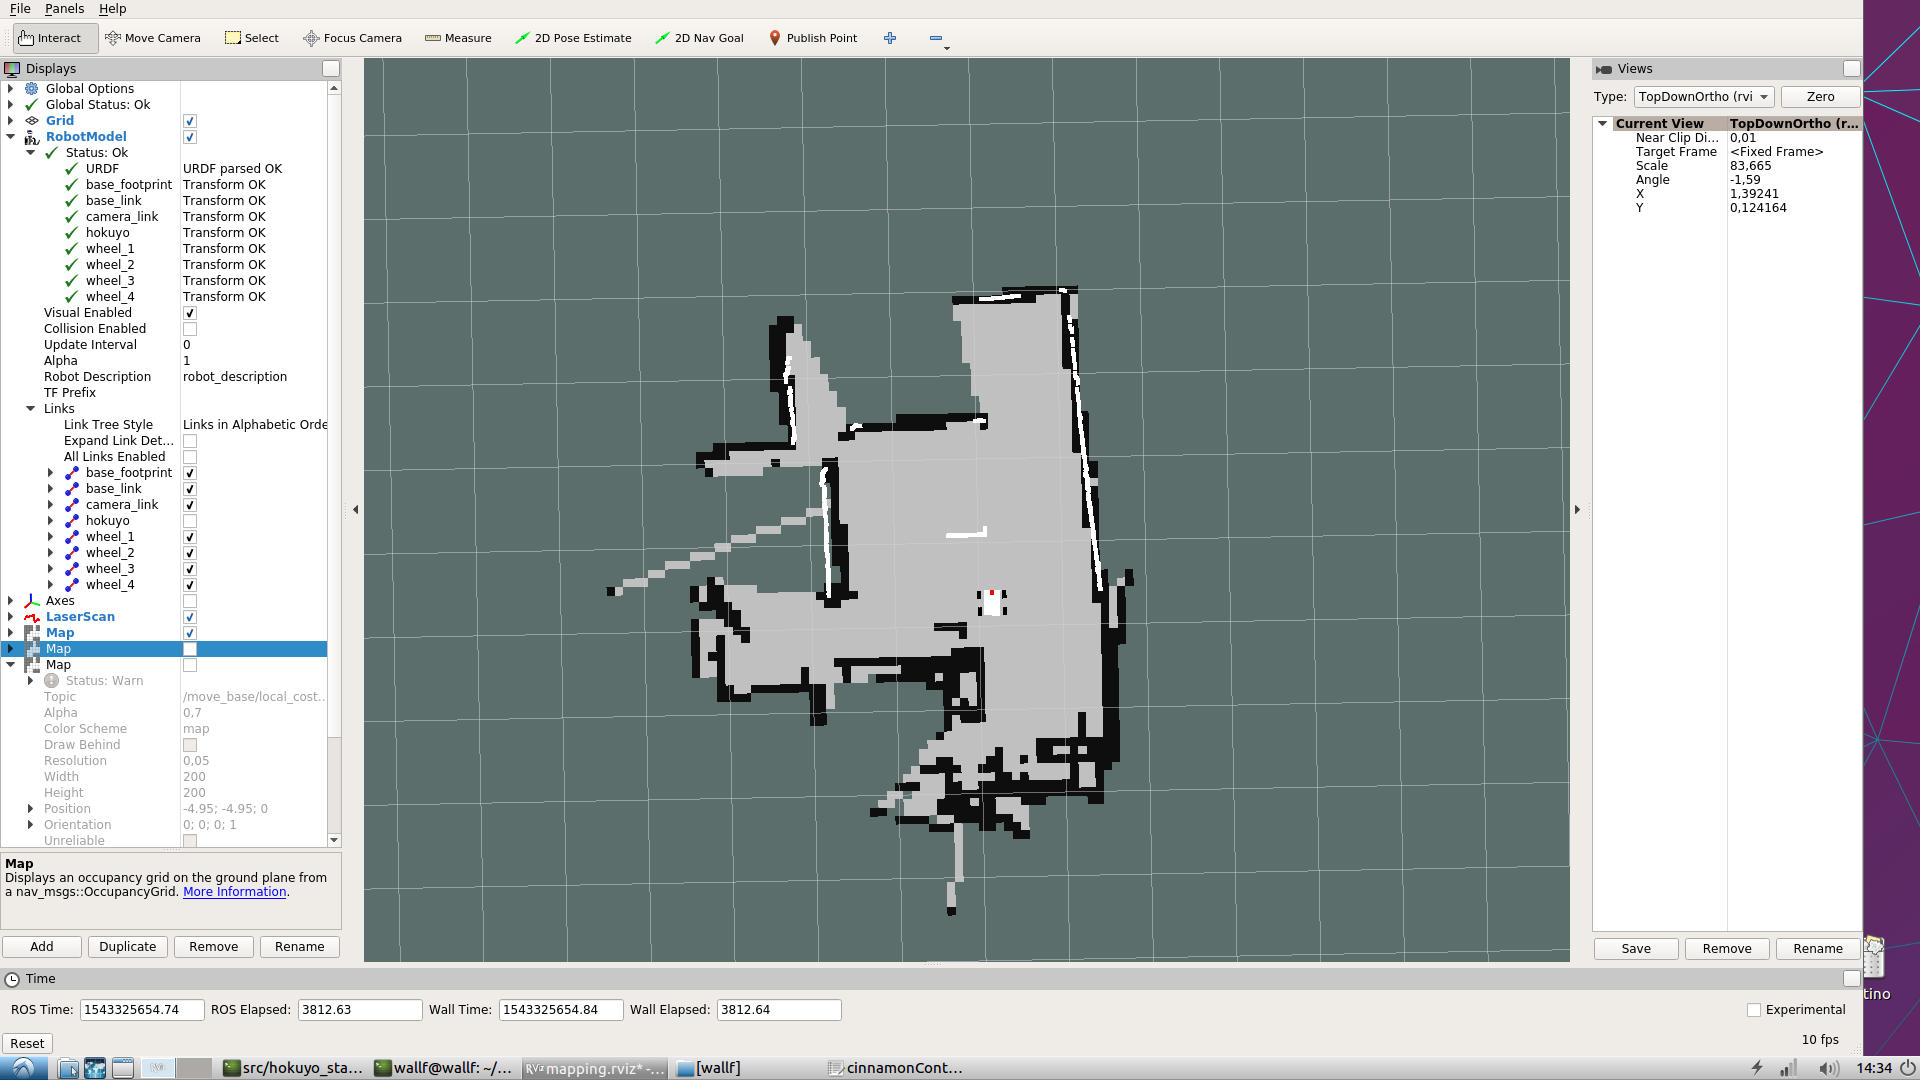 File Panels Help
Interact Move Camera Select Focus Camera Measure 2D Pose Estimate 2D Nav Goal Publish Point
Displays
Global Options
Global Status: Ok
Grid
RobotModel
Status: Ok
URDF URDF parsed OK
base_footprint Transform OK
base_link Transform OK
camera_link Transform OK
hokuyo Transform OK
wheel_1 Transform OK
wheel_2 Transform OK
wheel_3 Transform OK
wheel_4 Transform OK
Visual Enabled
Collision Enabled
Update Interval 0
Alpha 1
Robot Description robot_description
TF Prefix
Links
Link Tree Style Links in Alphabetic Orde
Expand Link Det...
All Links Enabled
base_footprint
base_link
camera_link
hokuyo
wheel_1
wheel_2
wheel_3
wheel_4
Axes
LaserScan
Map
Map
Map
Status: Warn
Topic /move_base/local_cost...
Alpha 0,7
Color Scheme map
Draw Behind
Resolution 0,05
Width 200
Height 200
Position -4.95; -4.95; 0
Orientation 0; 0; 0; 1
Unreliable
Map
Displays an occupancy grid on the ground plane from
a nav_msgs::OccupancyGrid. More Information.
Add Duplicate Remove Rename
Views
Type: TopDownOrtho (rvi Zero
Current View TopDownOrtho (r...
Near Clip Di... 0,01
Target Frame <Fixed Frame>
Scale 83,665
Angle -1,59
X 1,39241
Y 0,124164
Save Remove Rename
tino
Time
ROS Time: 1543325654.74 ROS Elapsed: 3812.63 Wall Time: 1543325654.84 Wall Elapsed: 3812.64 Experimental
Reset 10 fps
src/hokuyo_sta... wallf@wallf: ~/... RViz mapping.rviz* -... [wallf] cinnamonCont... 14:34